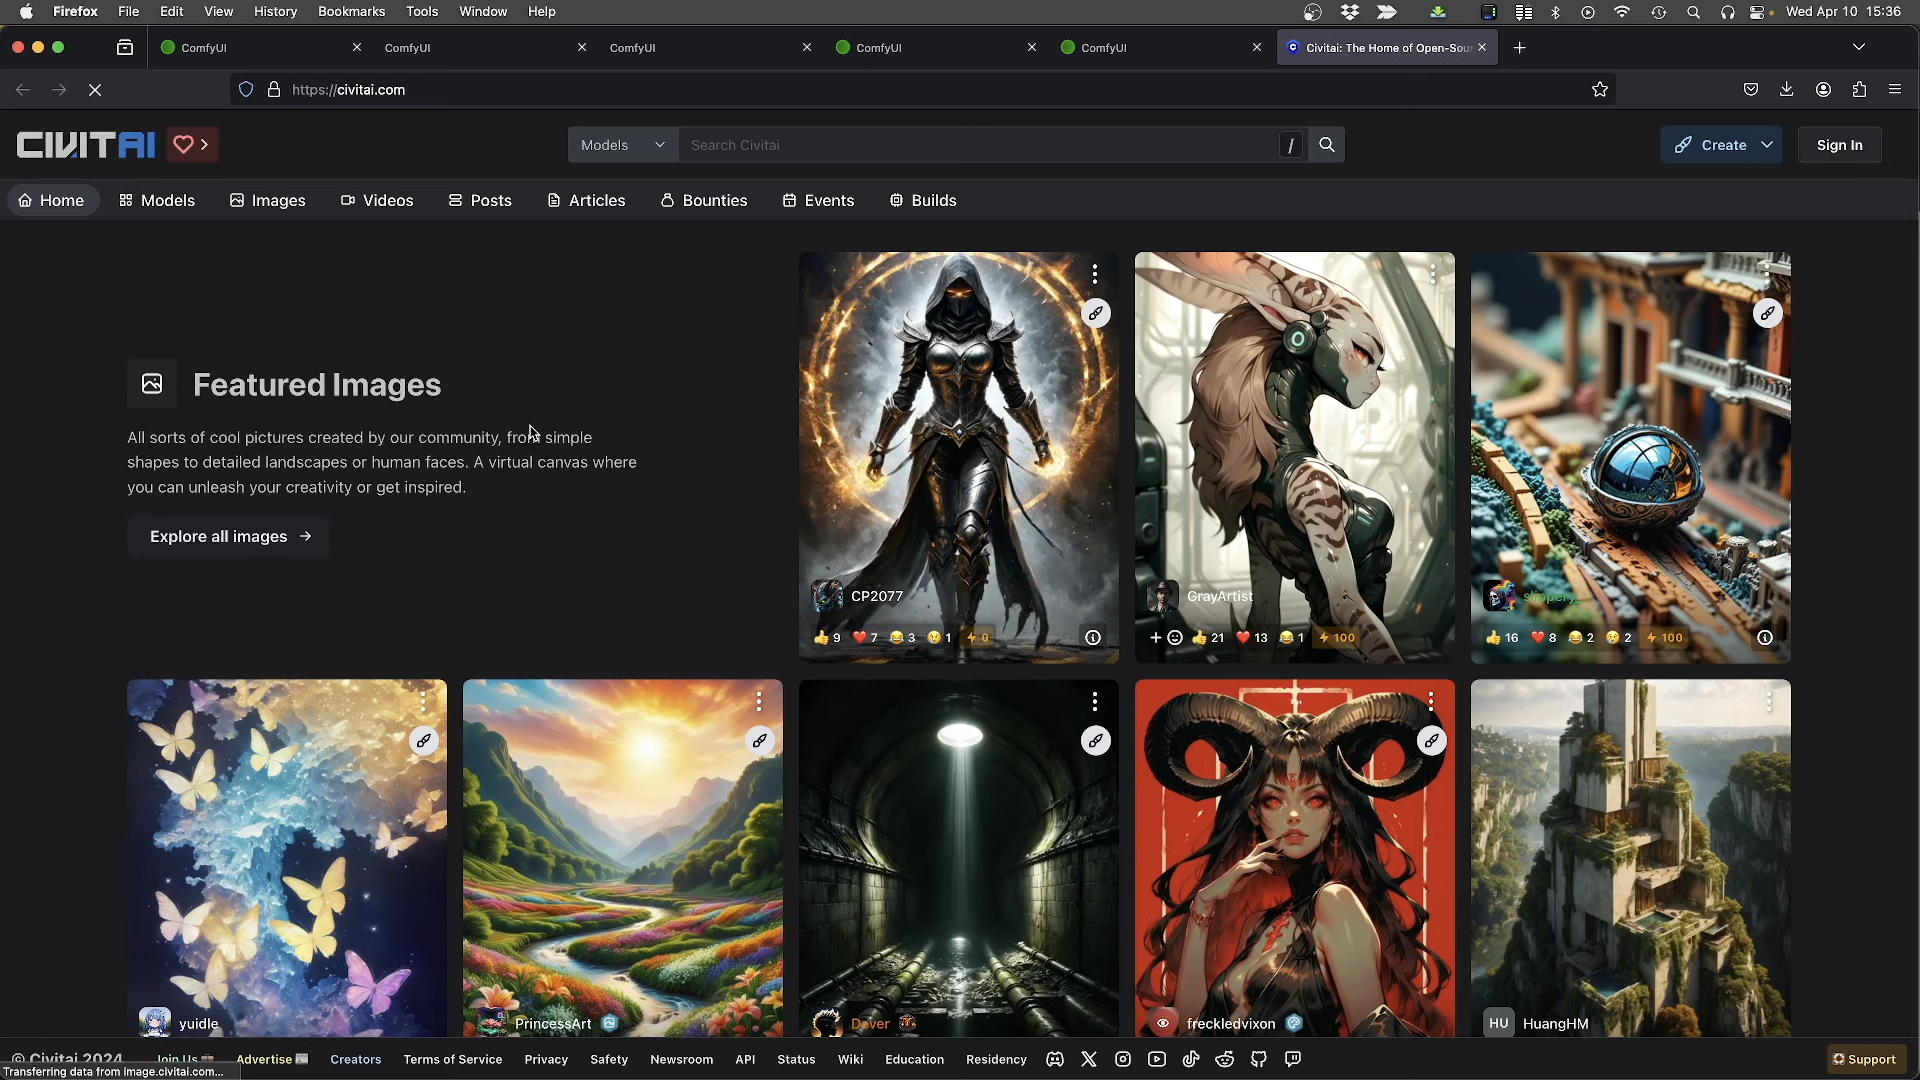 Firefox File Edit View History Bookmarks Tools Window Help Wed Apr 10 15:36
ComfyUI ComfyUI ComfyUI ComfyUI ComfyUI Civitai: The Home of Open-Sour
https://civitai.com
CIVITAI Models Search Civitai / Create Sign In
Home Models Images Videos Posts Articles Bounties Events Builds
Featured Images
All sorts of cool pictures created by our community, from simple
shapes to detailed landscapes or human faces. A virtual canvas where
you can unleash your creativity or get inspired.
Explore all images
CP2077 GrayArtist slippery_
9 7 3 1 0 21 13 1 100 16 8 2 2 100
yuidle PrincessArt Dever freckledvixon HU HuangHM
© Civitai 2024 Join Us Advertise Creators Terms of Service Privacy Safety Newsroom API Status Wiki Education Residency Support
Transferring data from image.civitai.com...